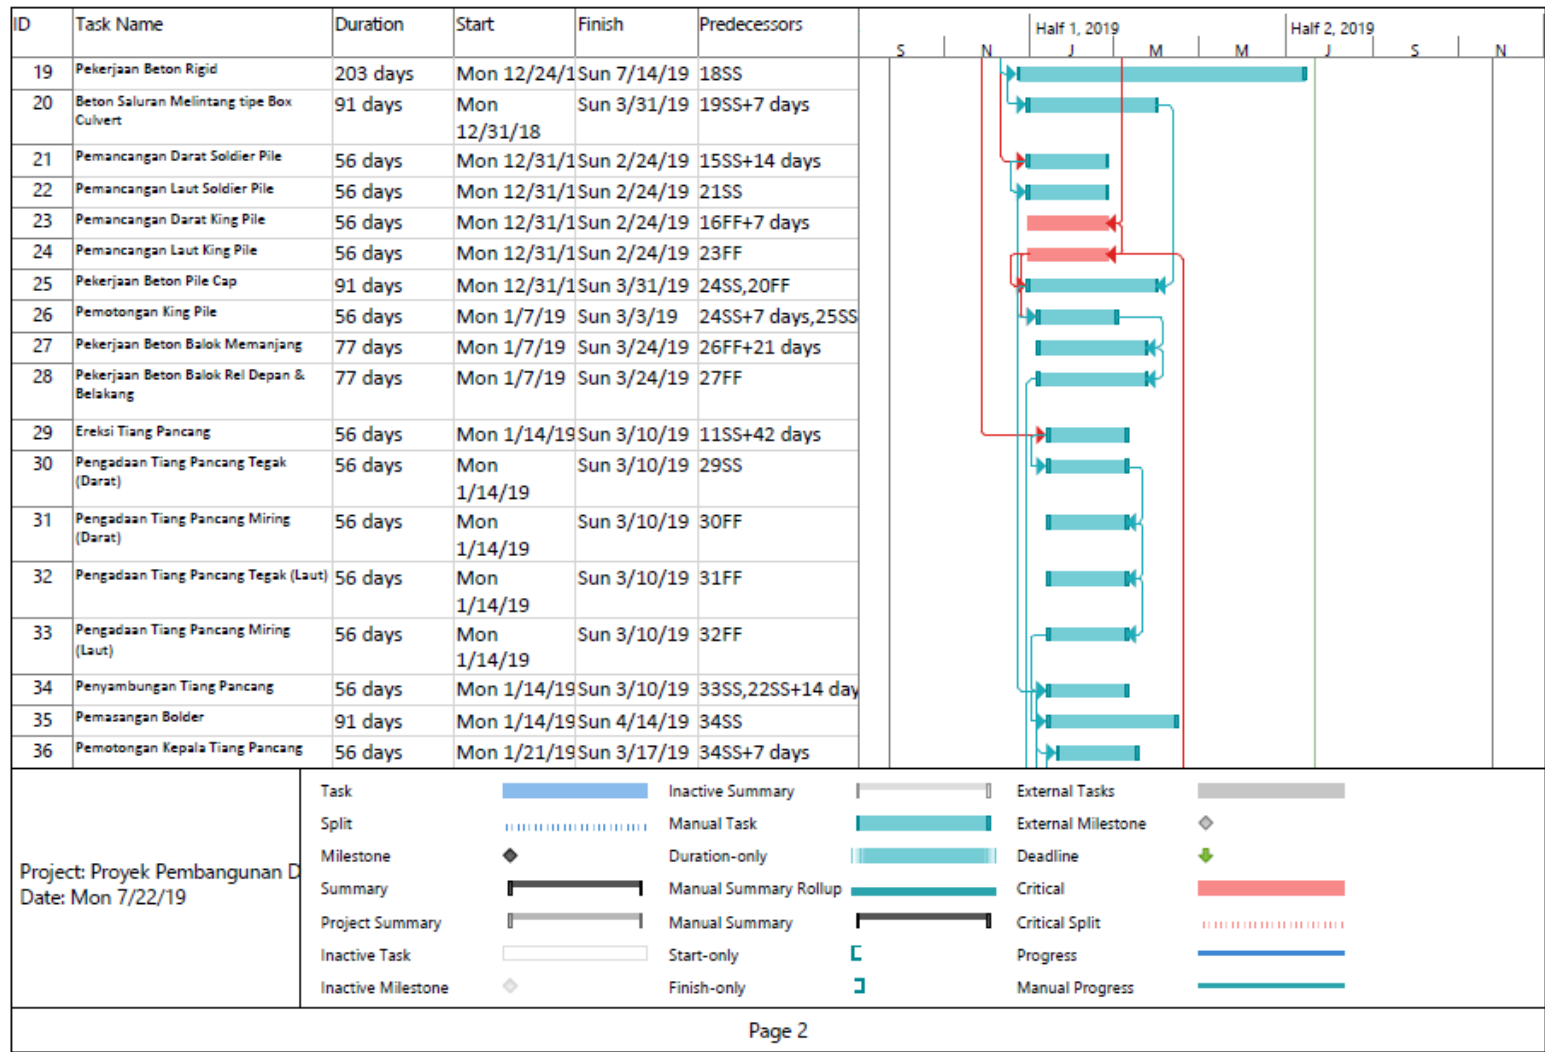 ID Task Name Duration Start Finish Predecessors
Half 1, 2019 Half 2, 2019
S N J M M J S N
19 Pekerjaan Beton Rigid 203 days Mon 12/24/1 Sun 7/14/19 18SS
20 Beton Saluran Melintang tipe Box 91 days Mon Sun 3/31/19 19SS+7 days
Culvert 12/31/18
21 Pemancangan Darat Soldier Pile 56 days Mon 12/31/1 Sun 2/24/19 15SS+14 days
22 Pemancangan Laut Soldier Pile 56 days Mon 12/31/1 Sun 2/24/19 21SS
23 Pemancangan Darat King Pile 56 days Mon 12/31/1 Sun 2/24/19 16FF+7 days
24 Pemancangan Laut King Pile 56 days Mon 12/31/1 Sun 2/24/19 23FF
25 Pekerjaan Beton Pile Cap 91 days Mon 12/31/1 Sun 3/31/19 24SS,20FF
26 Pemotongan King Pile 56 days Mon 1/7/19 Sun 3/3/19 24SS+7 days,25SS
27 Pekerjaan Beton Balok Memanjang 77 days Mon 1/7/19 Sun 3/24/19 26FF+21 days
28 Pekerjaan Beton Balok Rel Depan & 77 days Mon 1/7/19 Sun 3/24/19 27FF
Belakang
29 Ereksi Tiang Pancang 56 days Mon 1/14/19 Sun 3/10/19 11SS+42 days
30 Pengadaan Tiang Pancang Tegak 56 days Mon Sun 3/10/19 29SS
(Darat) 1/14/19
31 Pengadaan Tiang Pancang Miring 56 days Mon Sun 3/10/19 30FF
(Darat) 1/14/19
32 Pengadaan Tiang Pancang Tegak (Laut) 56 days Mon Sun 3/10/19 31FF
1/14/19
33 Pengadaan Tiang Pancang Miring 56 days Mon Sun 3/10/19 32FF
(Laut) 1/14/19
34 Penyambungan Tiang Pancang 56 days Mon 1/14/19 Sun 3/10/19 33SS,22SS+14 day
35 Pemasangan Bolder 91 days Mon 1/14/19 Sun 4/14/19 34SS
36 Pemotongan Kepala Tiang Pancang 56 days Mon 1/21/19 Sun 3/17/19 34SS+7 days
Project: Proyek Pembangunan D
Date: Mon 7/22/19
Task Inactive Summary External Tasks
Split Manual Task External Milestone
Milestone Duration-only Deadline
Summary Manual Summary Rollup Critical
Project Summary Manual Summary Critical Split
Inactive Task Start-only Progress
Inactive Milestone Finish-only Manual Progress
Page 2